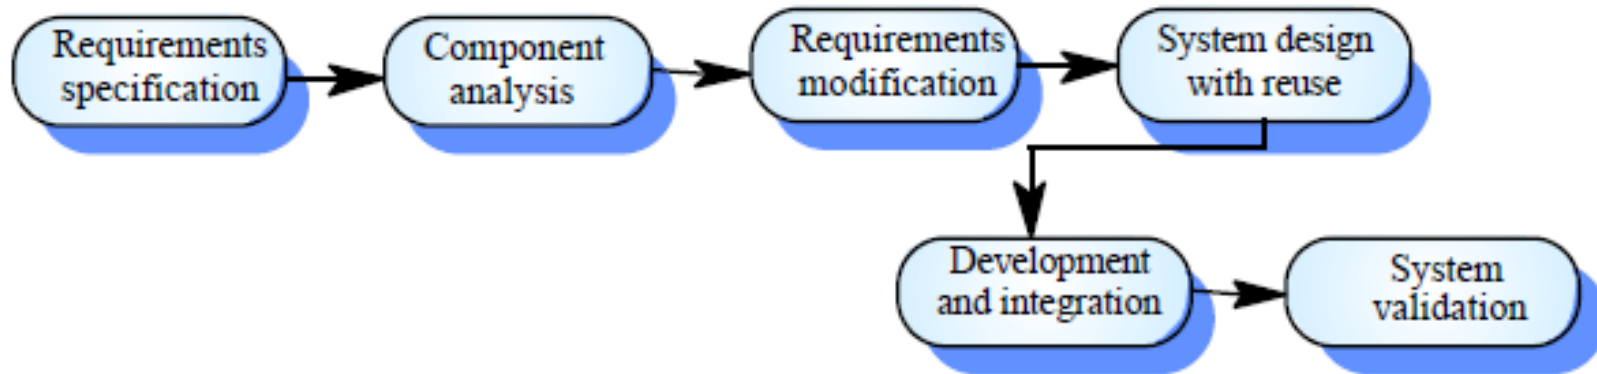 Requirements
specification
Component
analysis
Requirements
modification
System design
with reuse
Development
and integration
System
validation